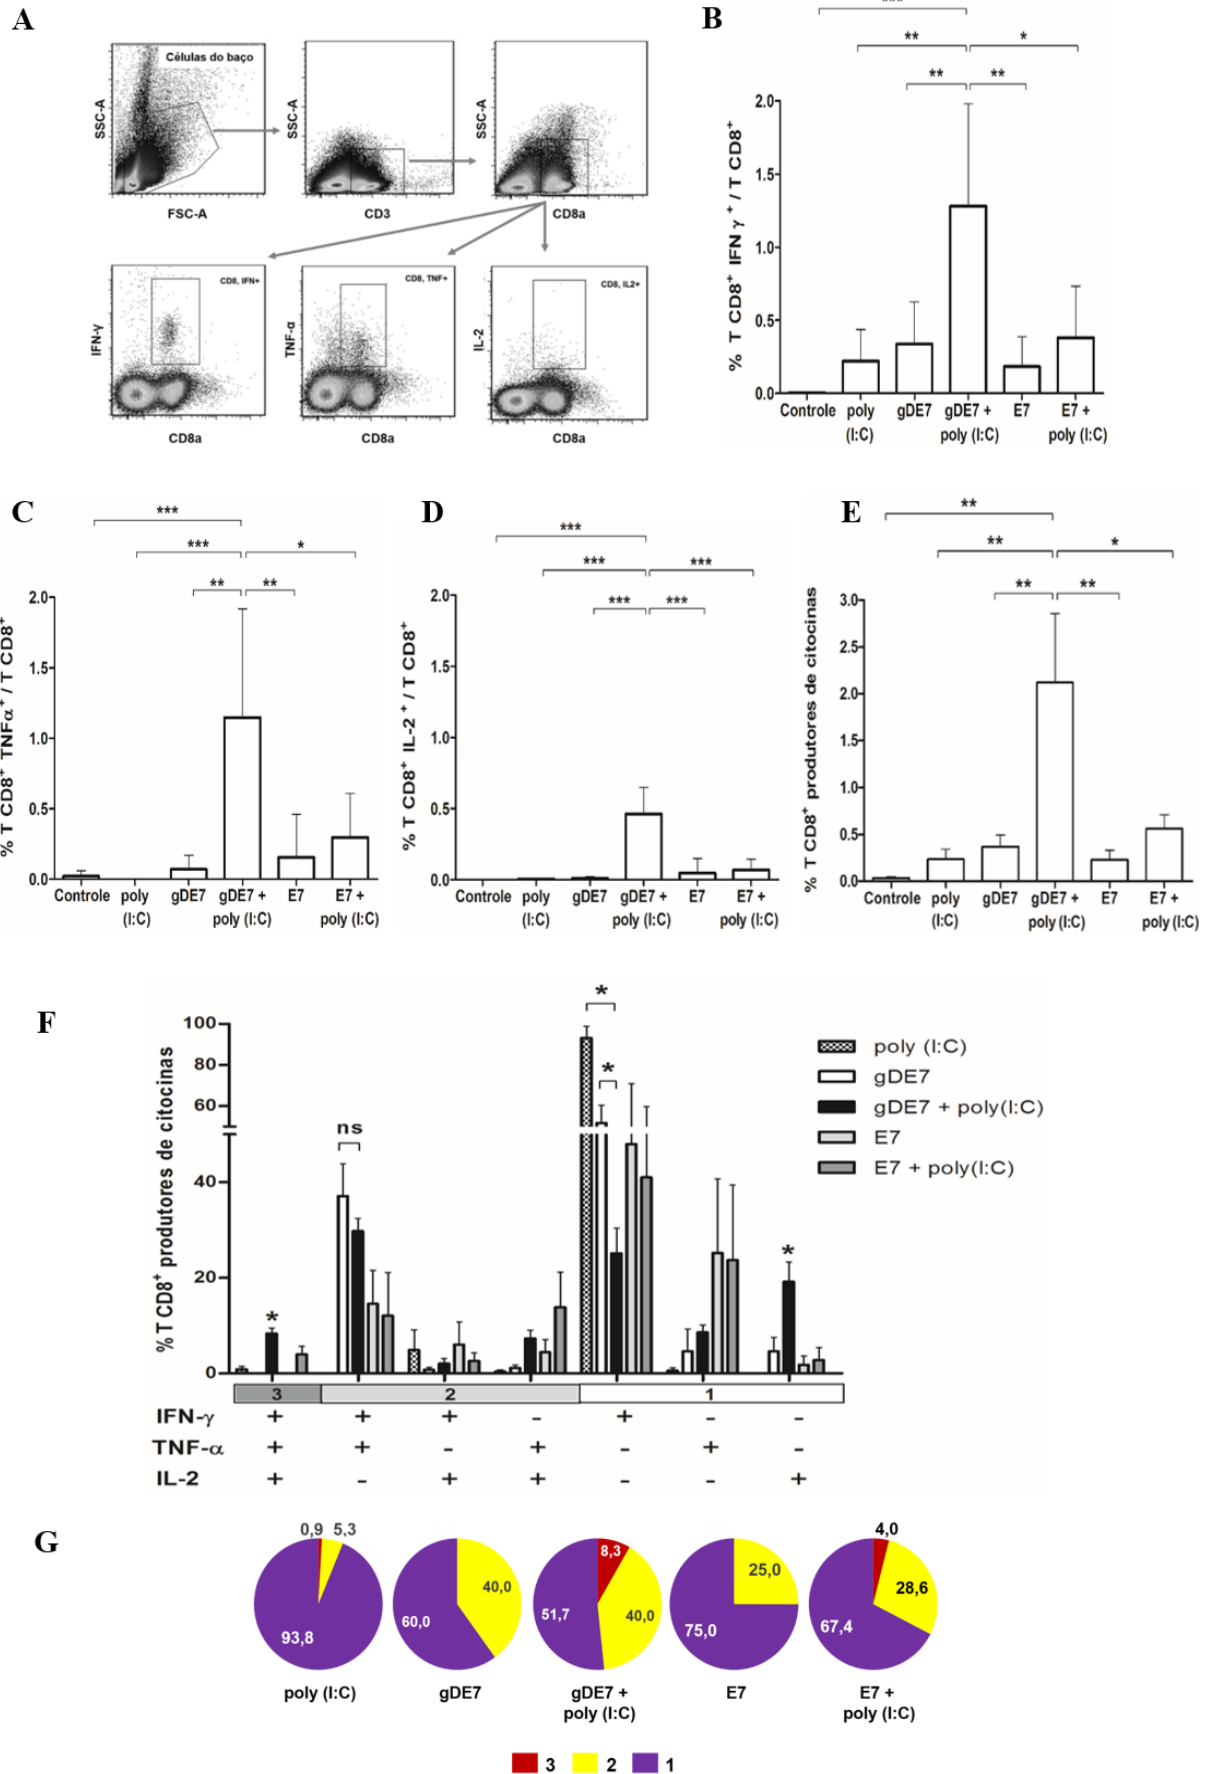 A
Células do baço
SSC-A
FSC-A
SSC-A
CD3
SSC-A
CD8a
CD8, IFN+
IFN-γ
CD8a
CD8, TNF+
TNF-α
CD8a
CD8, IL2+
IL-2
CD8a
B
***
** *
** **
% T CD8+ IFN γ + / T CD8+
2.0
1.5
1.0
0.5
0.0
Controle poly (I:C) gDE7 gDE7 + poly (I:C) E7 E7 + poly (I:C)
C
***
*** *
** **
% T CD8+ TNFα+ / T CD8+
2.0
1.5
1.0
0.5
0.0
Controle poly (I:C) gDE7 gDE7 + poly (I:C) E7 E7 + poly (I:C)
D
***
*** ***
*** ***
% T CD8+ IL-2 + / T CD8+
2.0
1.5
1.0
0.5
0.0
Controle poly (I:C) gDE7 gDE7 + poly (I:C) E7 E7 + poly (I:C)
E
**
** *
** **
% T CD8+ produtores de citocinas
3.0
2.5
2.0
1.5
1.0
0.5
0.0
Controle poly (I:C) gDE7 gDE7 + poly (I:C) E7 E7 + poly (I:C)
F
% T CD8+ produtores de citocinas
100
80
60
40
20
0
*
ns
*
*
*
poly (I:C)
gDE7
gDE7 + poly(I:C)
E7
E7 + poly(I:C)
3 2 1
IFN-γ + + + - + - -
TNF-α + + - + - + -
IL-2 + - + + - - +
G
0,9 5,3
93,8
poly (I:C)
40,0
60,0
gDE7
8,3
51,7 40,0
gDE7 +
poly (I:C)
25,0
75,0
E7
4,0
28,6
67,4
E7 +
poly (I:C)
3 2 1